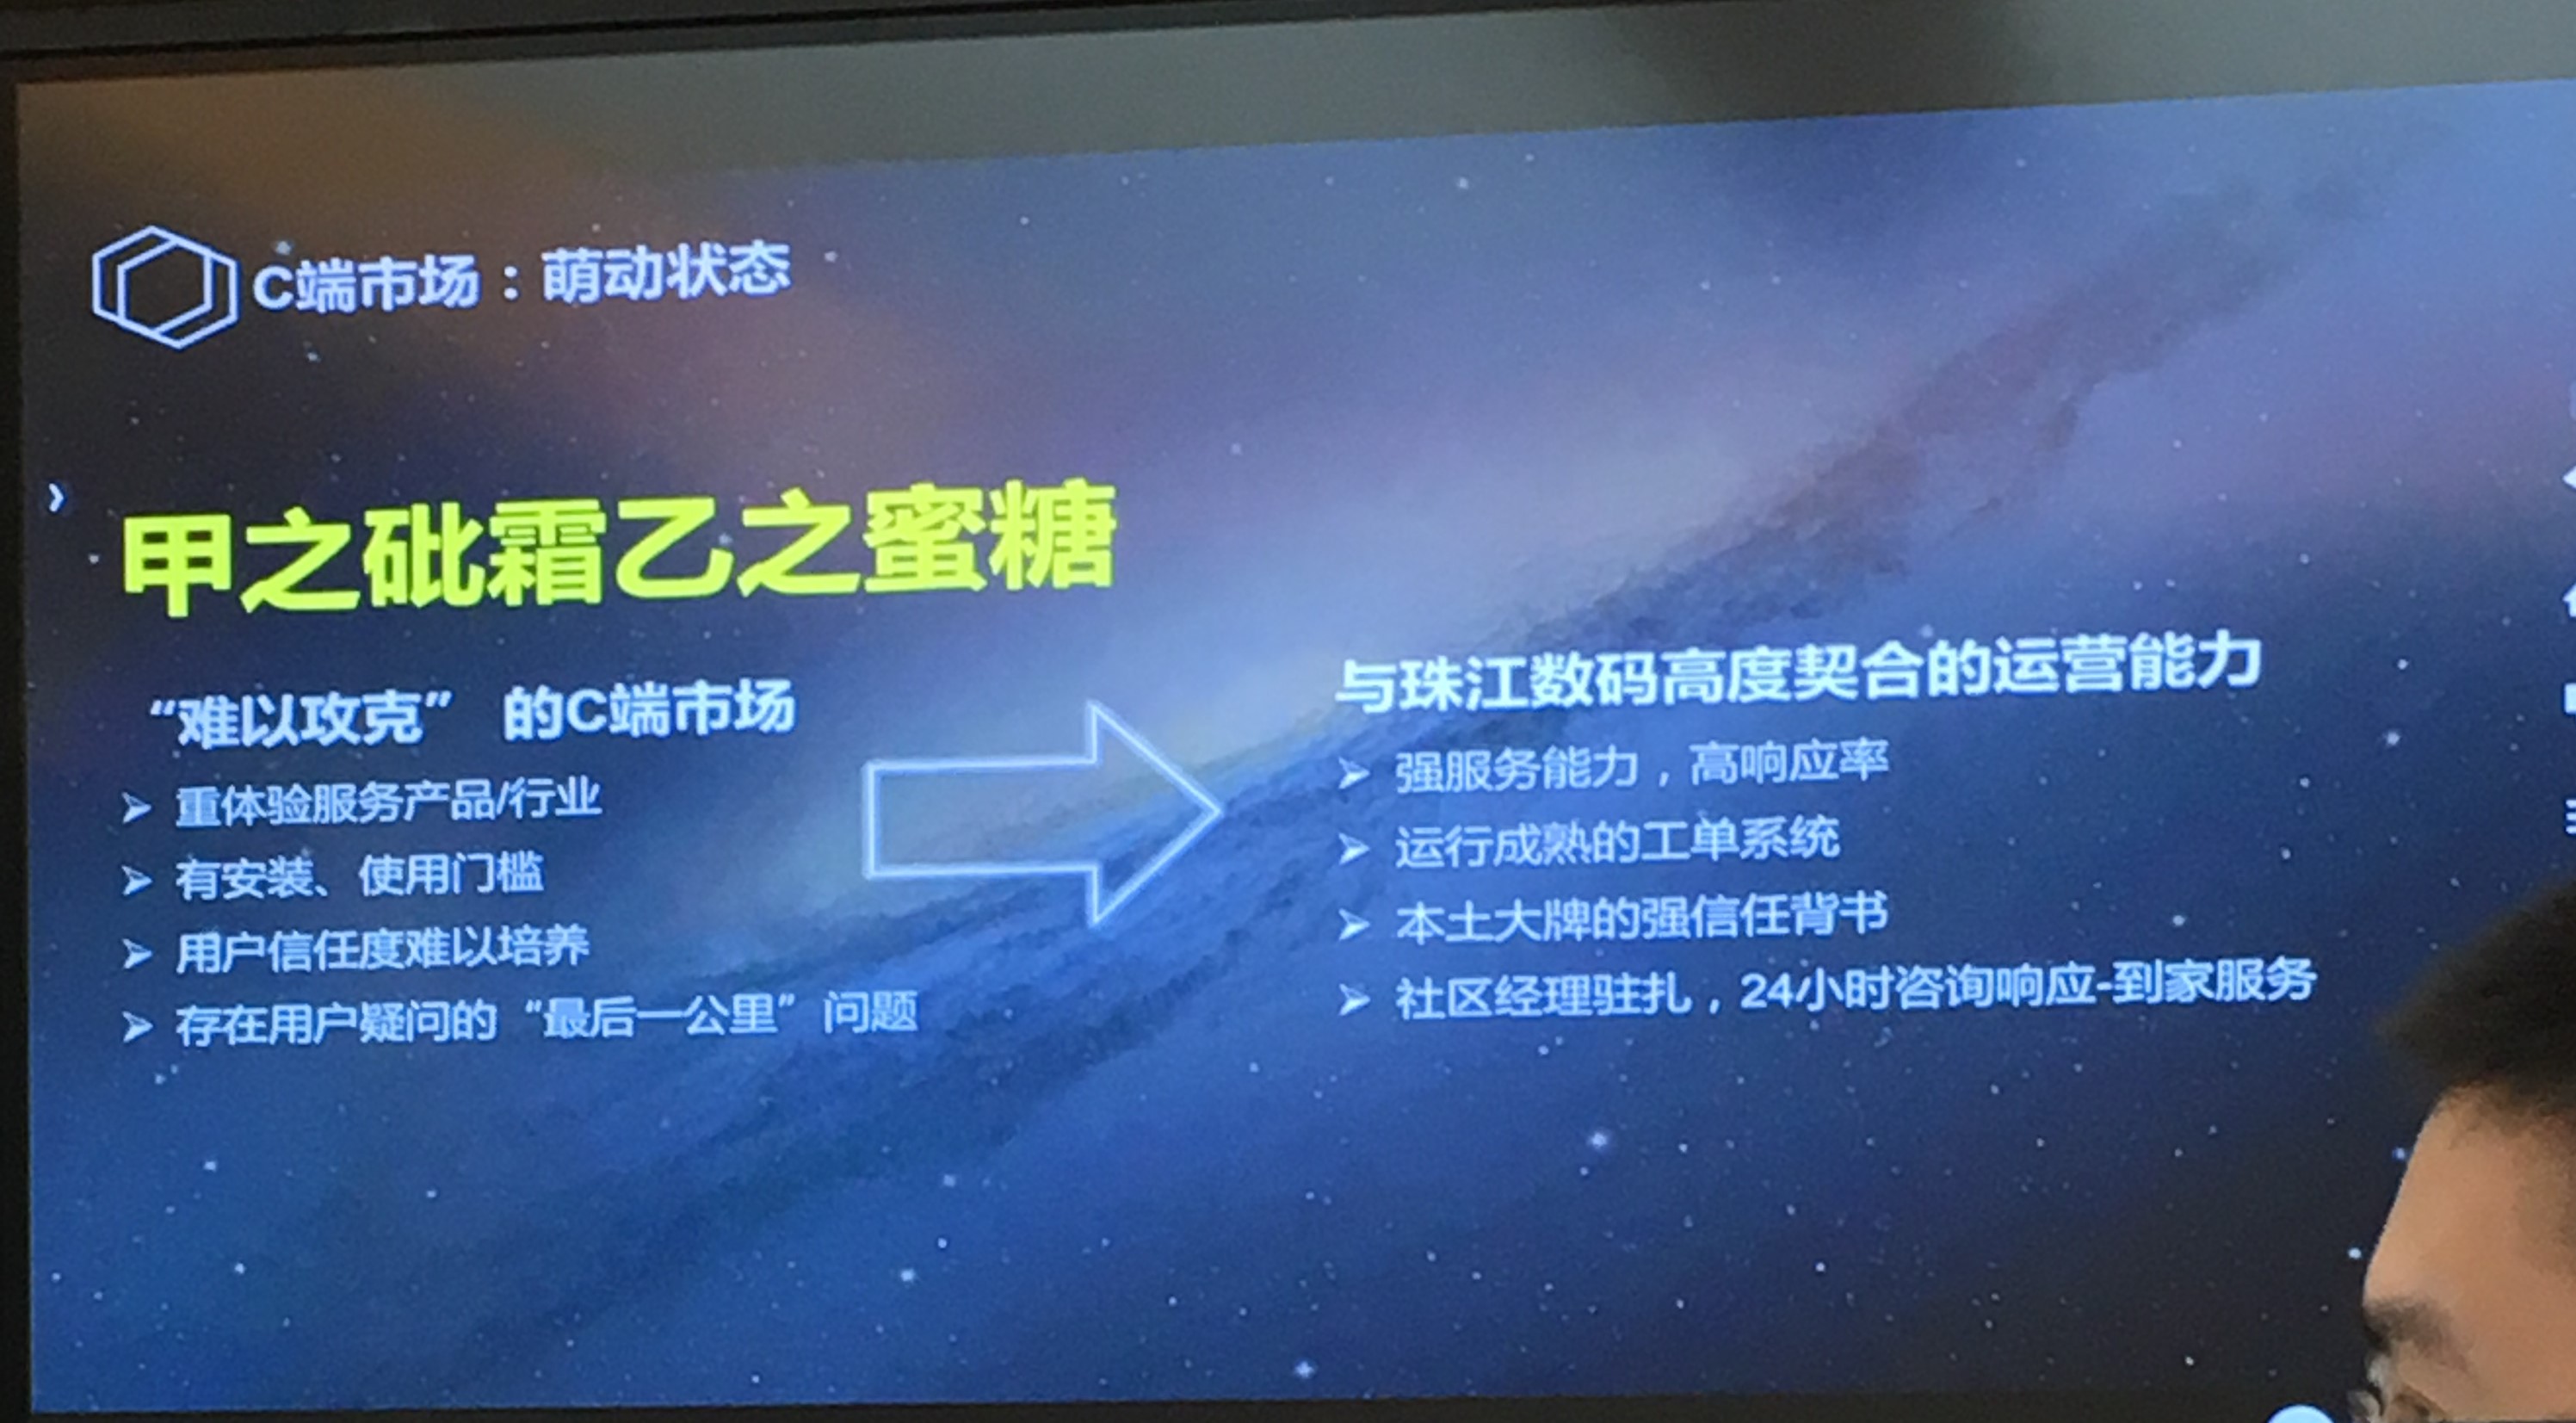 C端市场：萌动状态
甲之砒霜乙之蜜糖
“难以攻克” 的C端市场
重体验服务产品/行业
有安装、使用门槛
用户信任度难以培养
存在用户疑问的“最后一公里”问题
与珠江数码高度契合的运营能力
强服务能力，高响应率
运行成熟的工单系统
本土大牌的强信任背书
社区经理驻扎，24小时咨询响应-到家服务